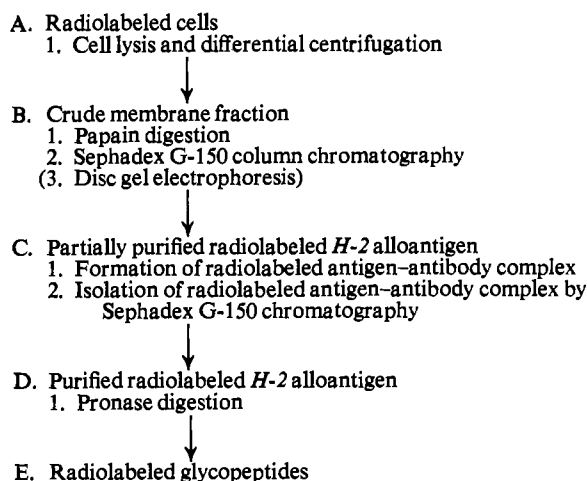 A. Radiolabeled cells
1. Cell lysis and differential centrifugation
B. Crude membrane fraction
1. Papain digestion
2. Sephadex G-150 column chromatography
(3. Disc gel electrophoresis)
C. Partially purified radiolabeled H-2 alloantigen
1. Formation of radiolabeled antigen–antibody complex
2. Isolation of radiolabeled antigen–antibody complex by
Sephadex G-150 chromatography
D. Purified radiolabeled H-2 alloantigen
1. Pronase digestion
E. Radiolabeled glycopeptides